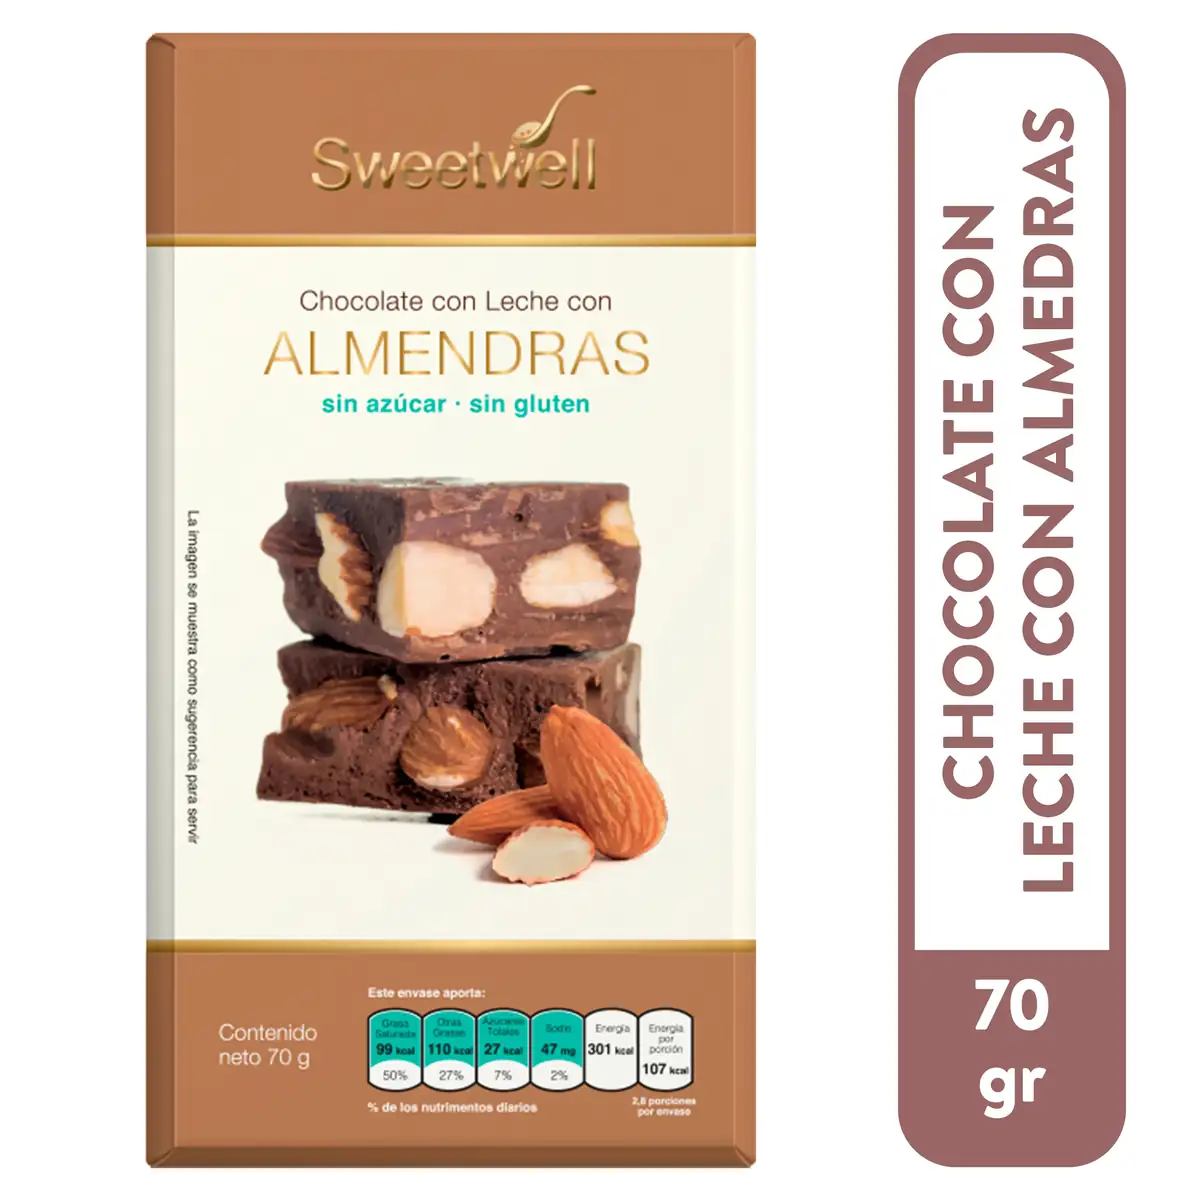 Sweetwell
Chocolate con Leche con
ALMENDRAS
sin azúcar · sin gluten
La imagen se muestra como sugerencia para servir
Contenido
neto 70 g
Este envase aporta:
Grasa
Saturada
99 kcal
50%
Otras
Grasas
110 kcal
27%
Azúcares
Totales
27 kcal
7%
Sodio
47 mg
2%
Energía
301 kcal
Energía
por
porción
107 kcal
% de los nutrimentos diarios
2,8 porciones
por envase
CHOCOLATE CON
LECHE CON ALMEDRAS
70
gr